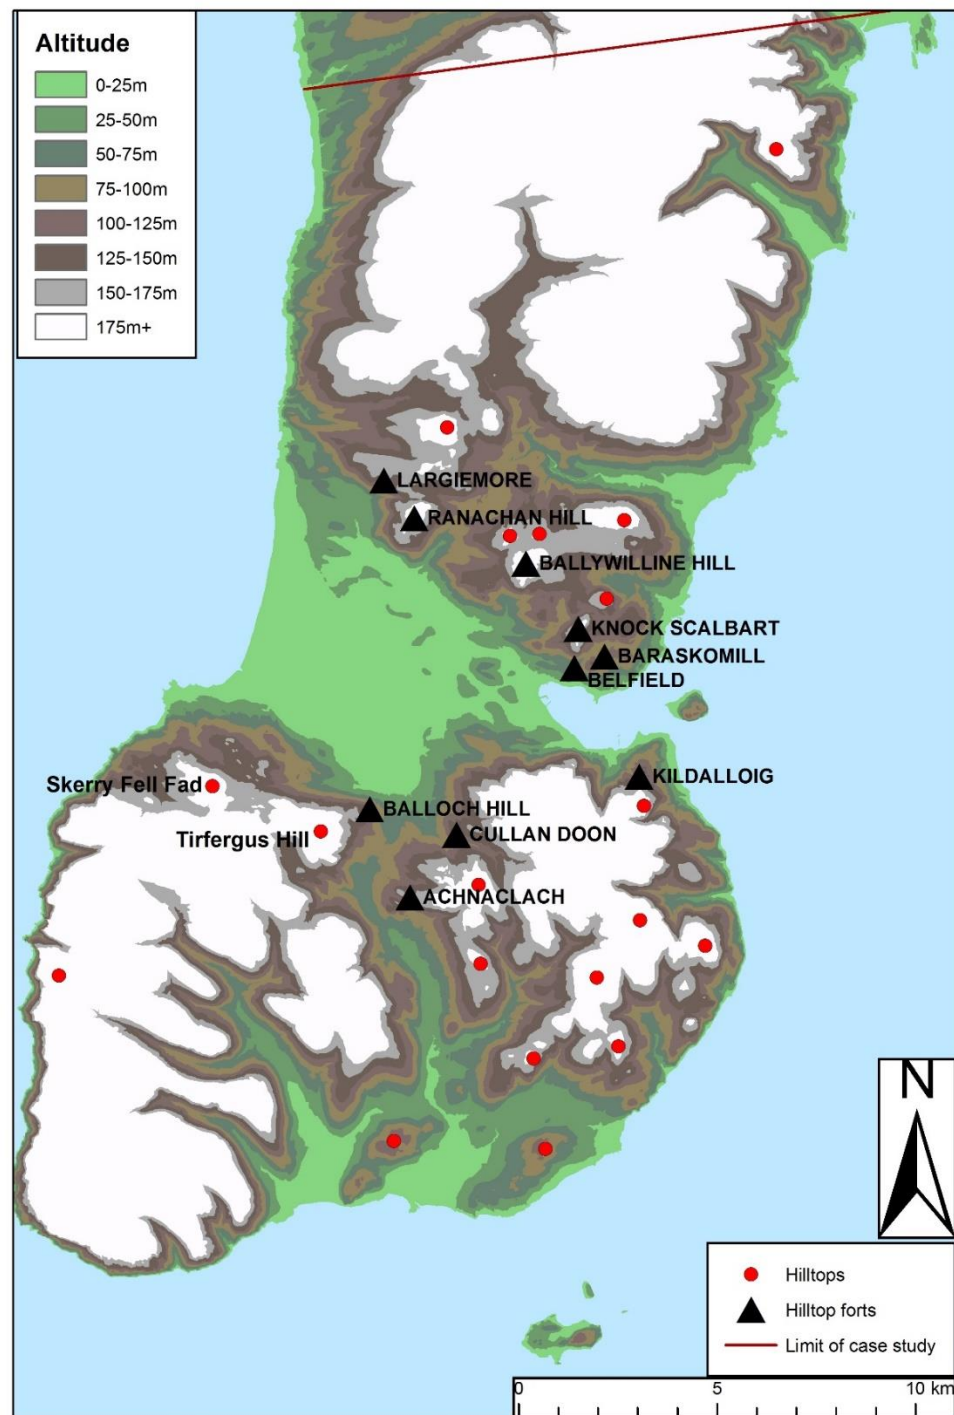 Altitude
0-25m
25-50m
50-75m
75-100m
100-125m
125-150m
150-175m
175m+
LARGIEMORE
RANACHAN HILL
BALLYWILLINE HILL
KNOCK SCALBART
BARASKOMILL
BELFIELD
KILDALLOIG
Skerry Fell Fad
BALLOCH HILL
Tirfergus Hill
CULLAN DOON
ACHNACLACH
N
Hilltops
Hilltop forts
Limit of case study
0 5 10 km